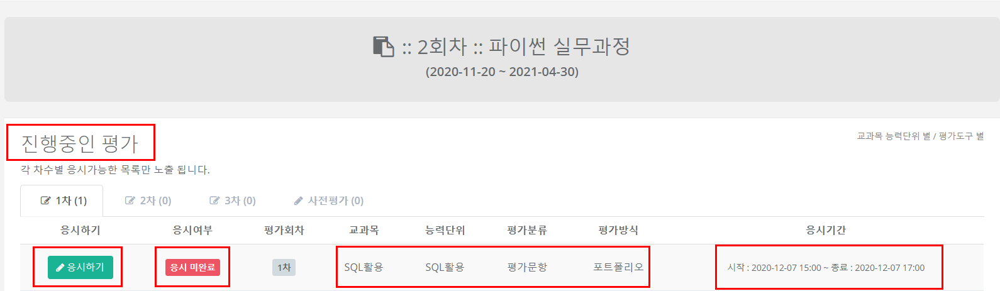 :: 2회차 :: 파이썬 실무과정
(2020-11-20 ~ 2021-04-30)
진행중인 평가
교과목 능력단위 별 / 평가도구 별
각 차수별 응시가능한 목록만 노출 됩니다.
1차 (1) 2차 (0) 3차 (0) 사전평가 (0)
응시하기 응시여부 평가회차 교과목 능력단위 평가분류 평가방식 응시기간
응시하기 응시 미완료 1차 SQL활용 SQL활용 평가문항 포트폴리오 시작 : 2020-12-07 15:00 ~ 종료 : 2020-12-07 17:00